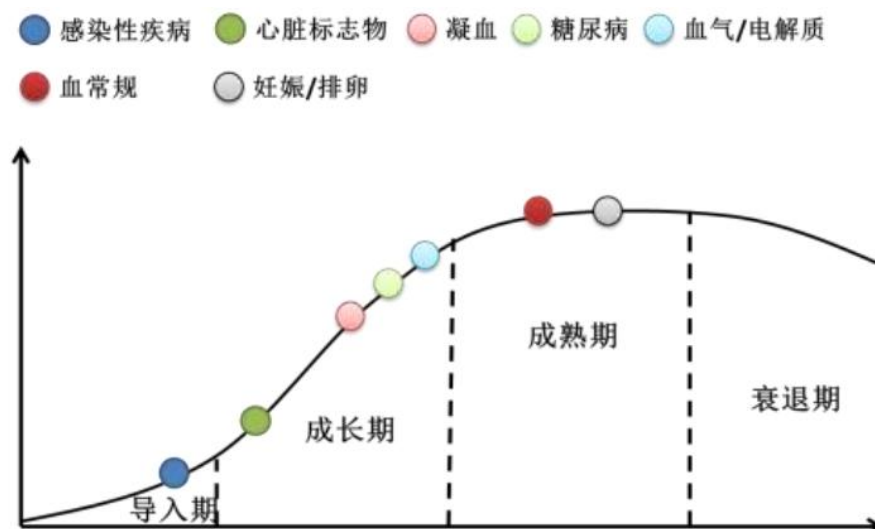 感染性疾病 心脏标志物 凝血 糖尿病 血气/电解质
血常规 妊娠/排卵
成熟期
衰退期
成长期
导入期